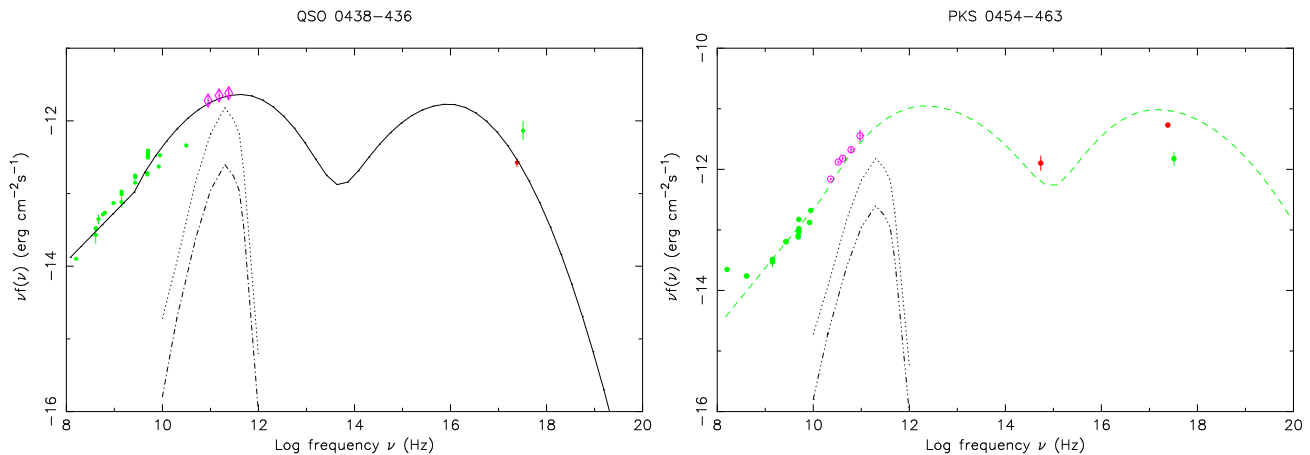 QSO 0438−436
νf(ν) (erg cm−2s−1)
−12
−14
−16
8 10 12 14 16 18 20
Log frequency ν (Hz)
PKS 0454−463
νf(ν) (erg cm−2s−1)
−10
−12
−14
−16
8 10 12 14 16 18 20
Log frequency ν (Hz)